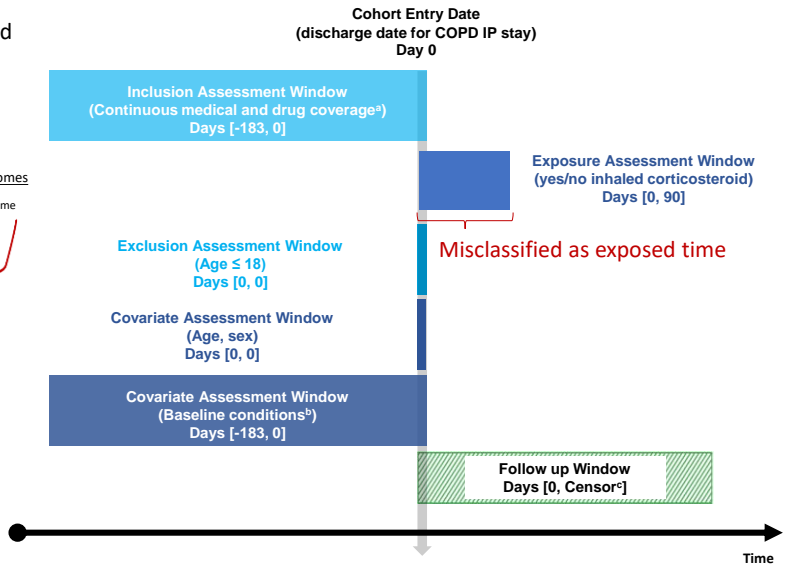 Cohort Entry Date
(discharge date for COPD IP stay)
Day 0
d
Inclusion Assessment Window
(Continuous medical and drug coverageᵃ)
Days [-183, 0]
omes
me
Exposure Assessment Window
(yes/no inhaled corticosteroid)
Days [0, 90]
Misclassified as exposed time
Exclusion Assessment Window
(Age ≤ 18)
Days [0, 0]
Covariate Assessment Window
(Age, sex)
Days [0, 0]
Covariate Assessment Window
(Baseline conditionsᵇ)
Days [-183, 0]
Follow up Window
Days [0, Censorᶜ]
Time